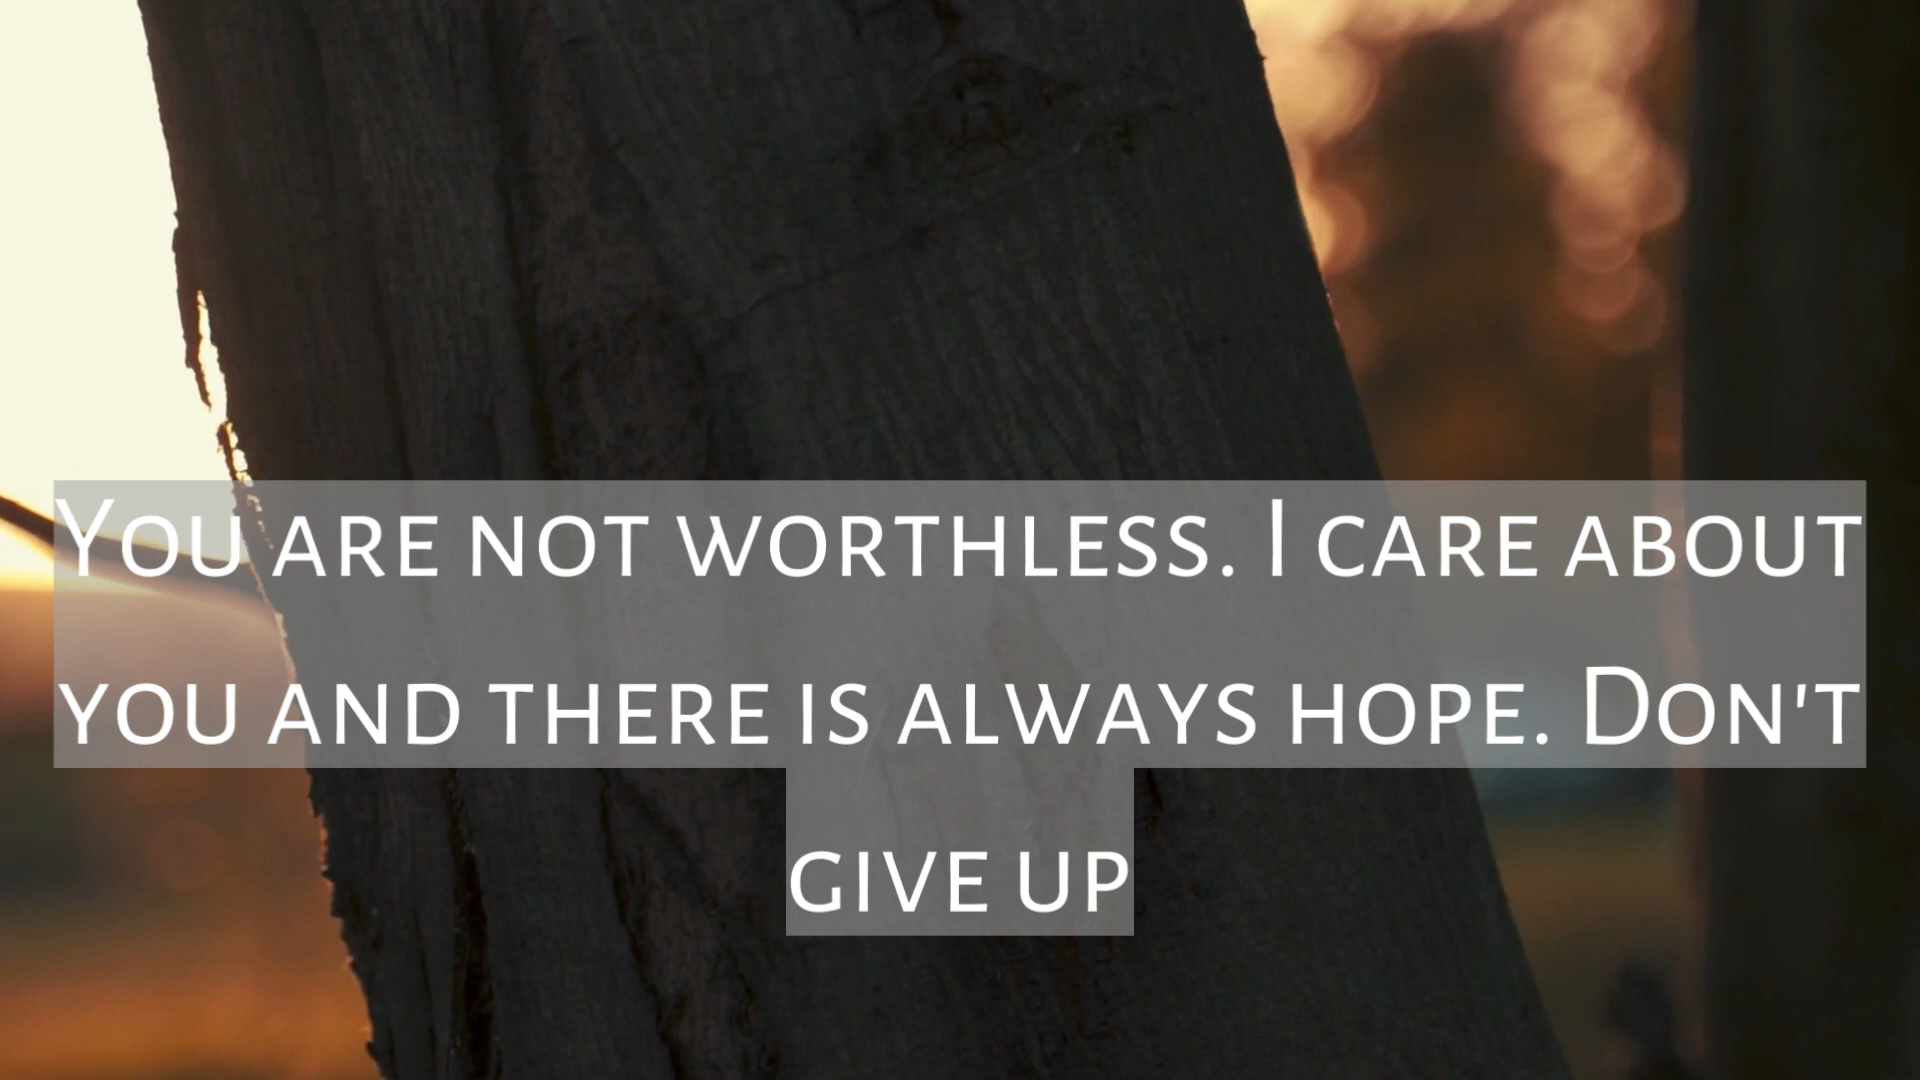 You are not worthless. I care about
you and there is always hope. Don't
give up